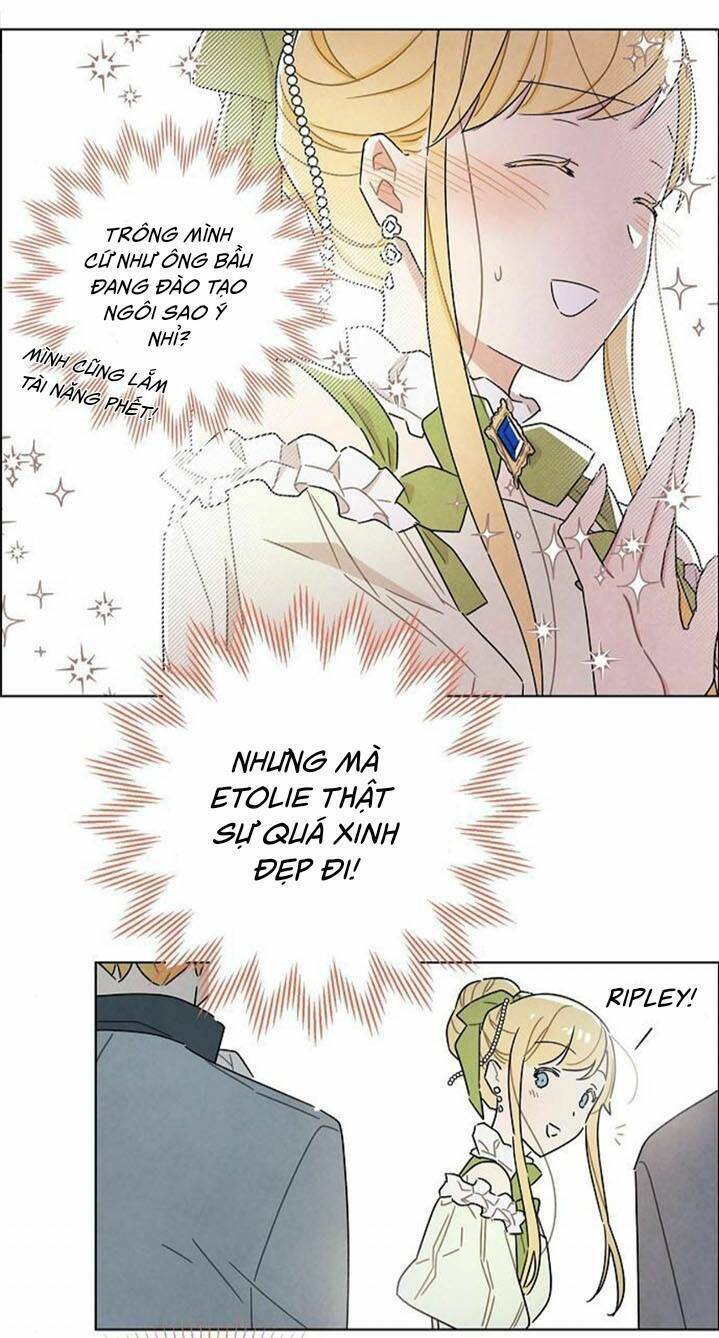 TRÔNG MÌNH
CỨ NHƯ ÔNG BẦU
ĐANG ĐÀO TẠO
NGÔI SAO Ý
NHỈ?
MÌNH CŨNG LẮM
TÀI NĂNG PHẾT!
NHƯNG MÀ
ETOLIE THẬT
SỰ QUÁ XINH
ĐẸP ĐI!
RIPLEY!